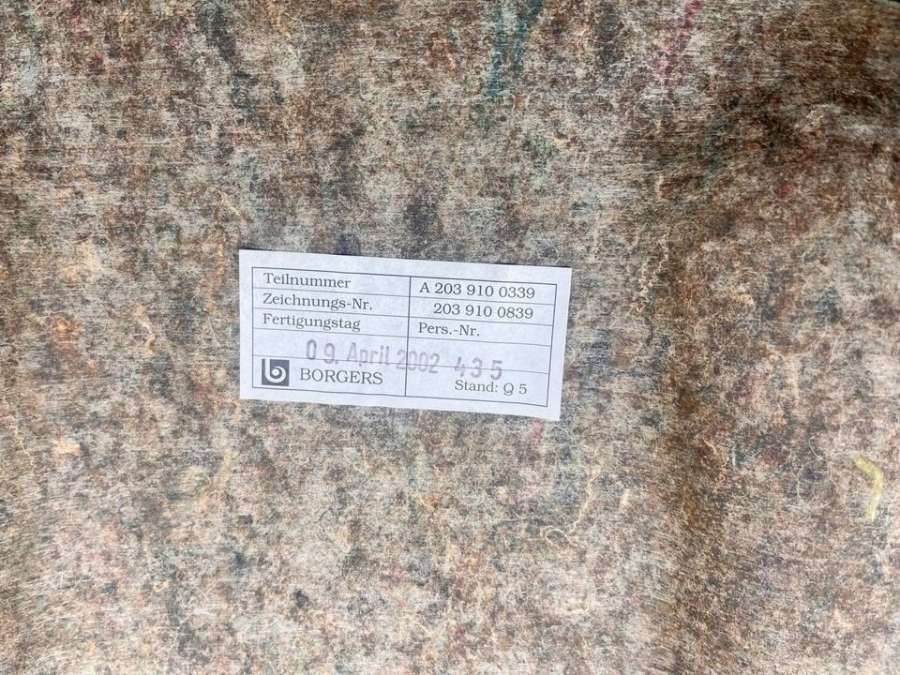 Teilnummer A 203 910 0339
Zeichnungs-Nr. 203 910 0839
Fertigungstag Pers.-Nr.
09. April 2002 435
b BORGERS Stand: Q 5